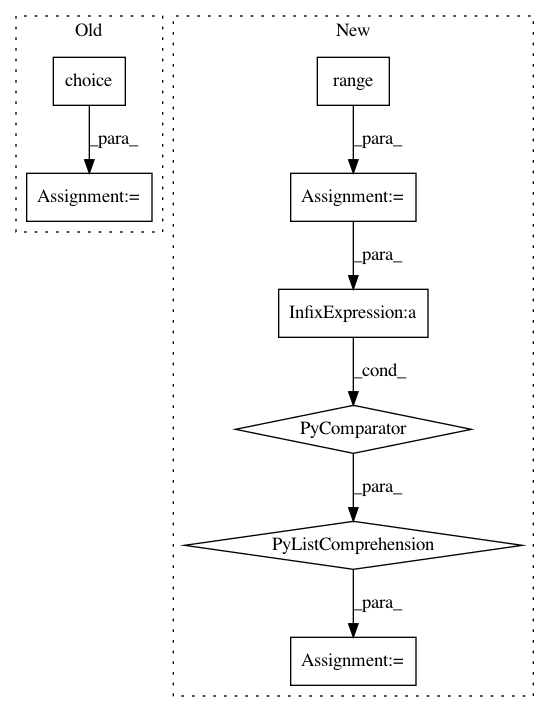 Old
choice
_para_
Assignment:=
New
range
_para_
Assignment:=
_para_
InfixExpression:a
_cond_
PyComparator
_para_
PyListComprehension
_para_
Assignment:=